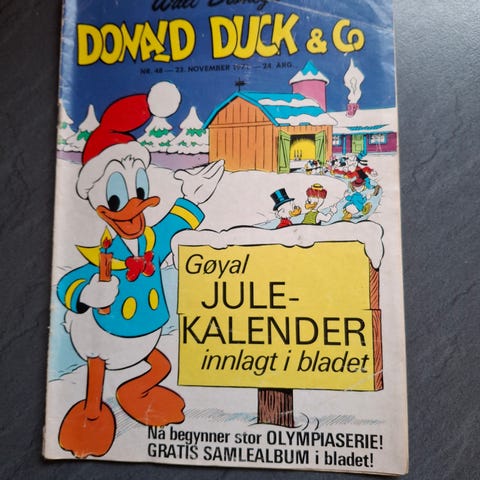 Walt Disney
DONALD DUCK & Co
NR. 48 — 23. NOVEMBER — 24. ÅRG.
Gøyal
JULE-
KALENDER
innlagt i bladet
Nå begynner stor OLYMPIASERIE!
GRATIS SAMLEALBUM i bladet!